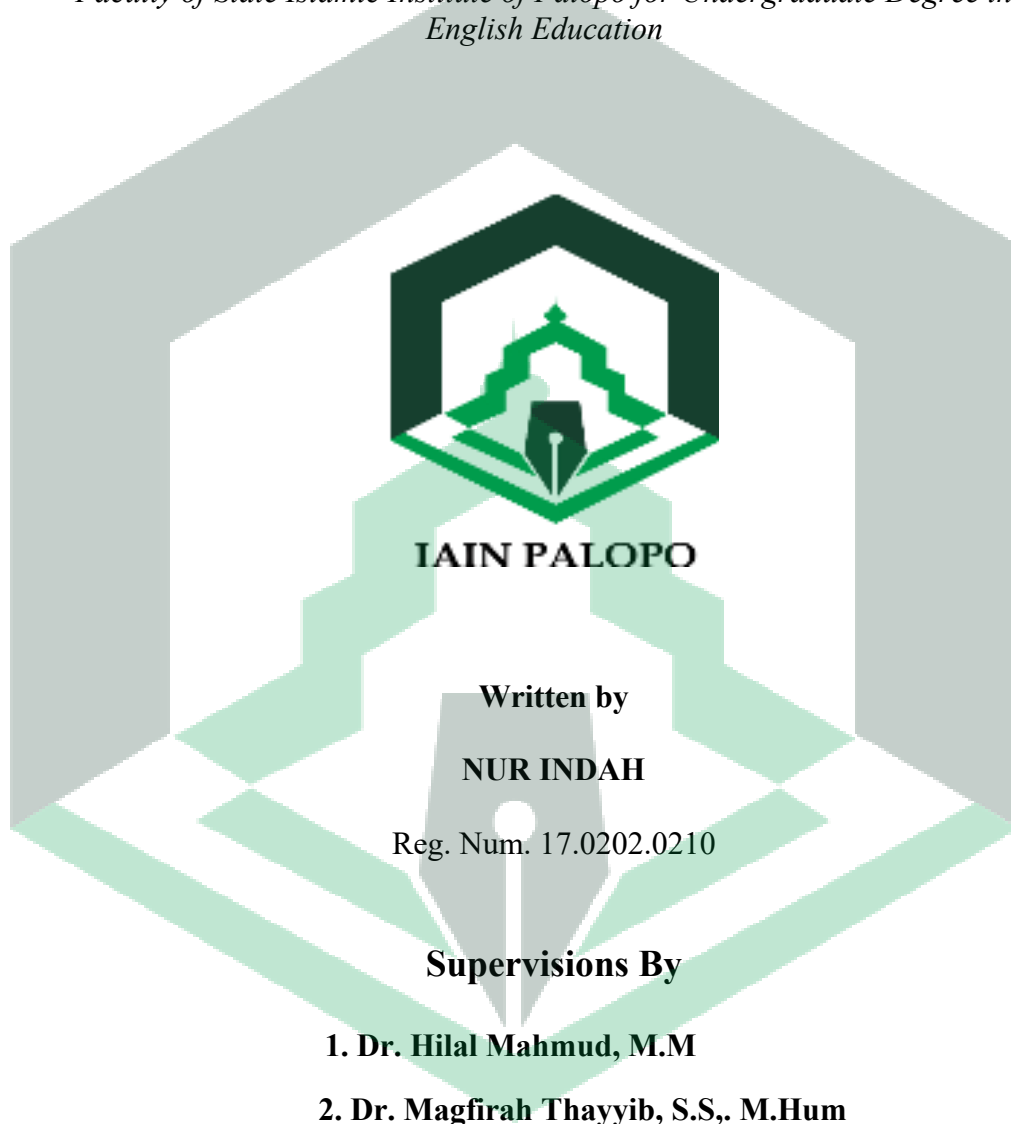 Faculty of State Islamic Institute of Palopo for Undergraduate Degree in
English Education
IAIN PALOPO
Written by
NUR INDAH
Reg. Num. 17.0202.0210
Supervisions By
1. Dr. Hilal Mahmud, M.M
2. Dr. Magfirah Thayyib, S.S,. M.Hum